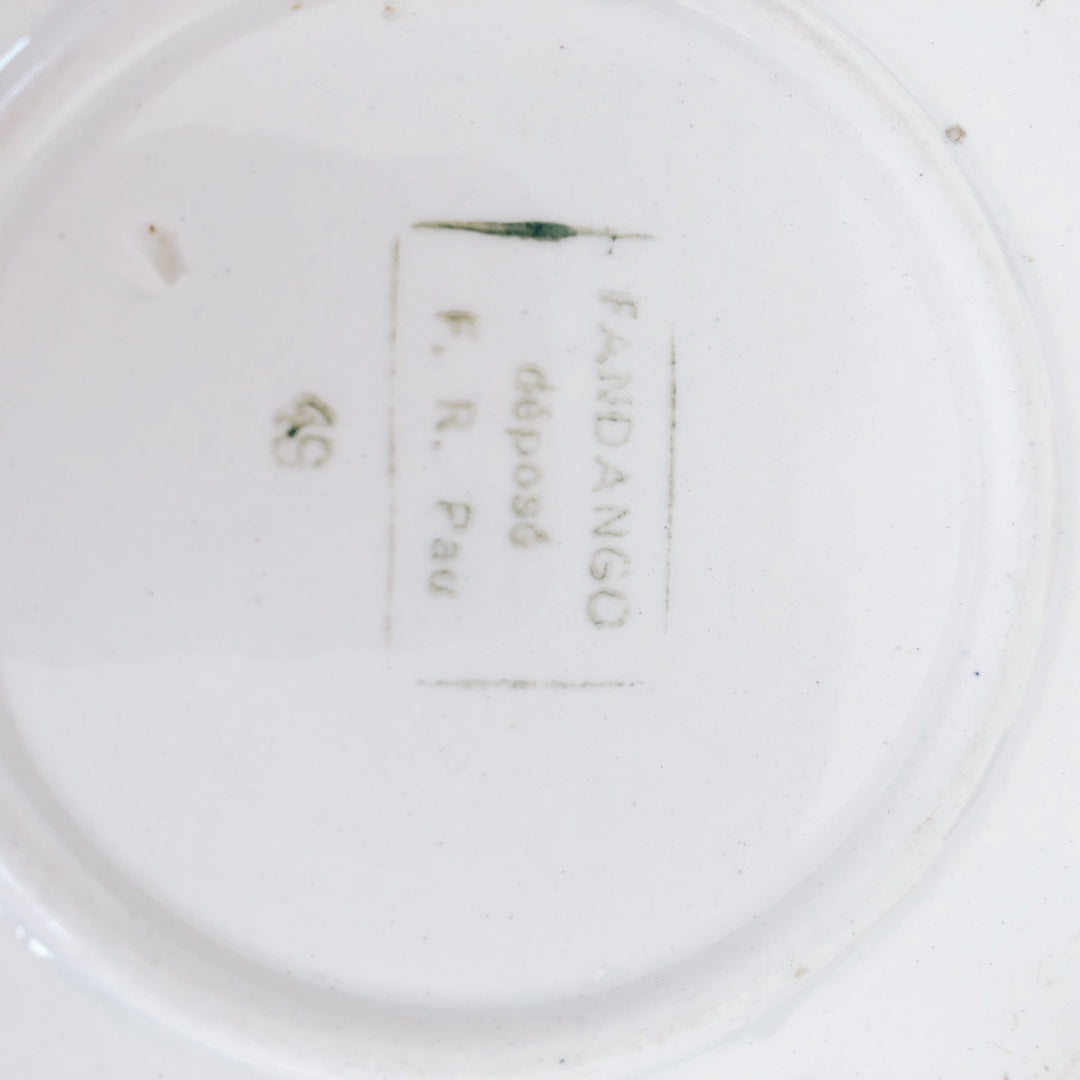 FANDANGO
déposé
F. R. Pau